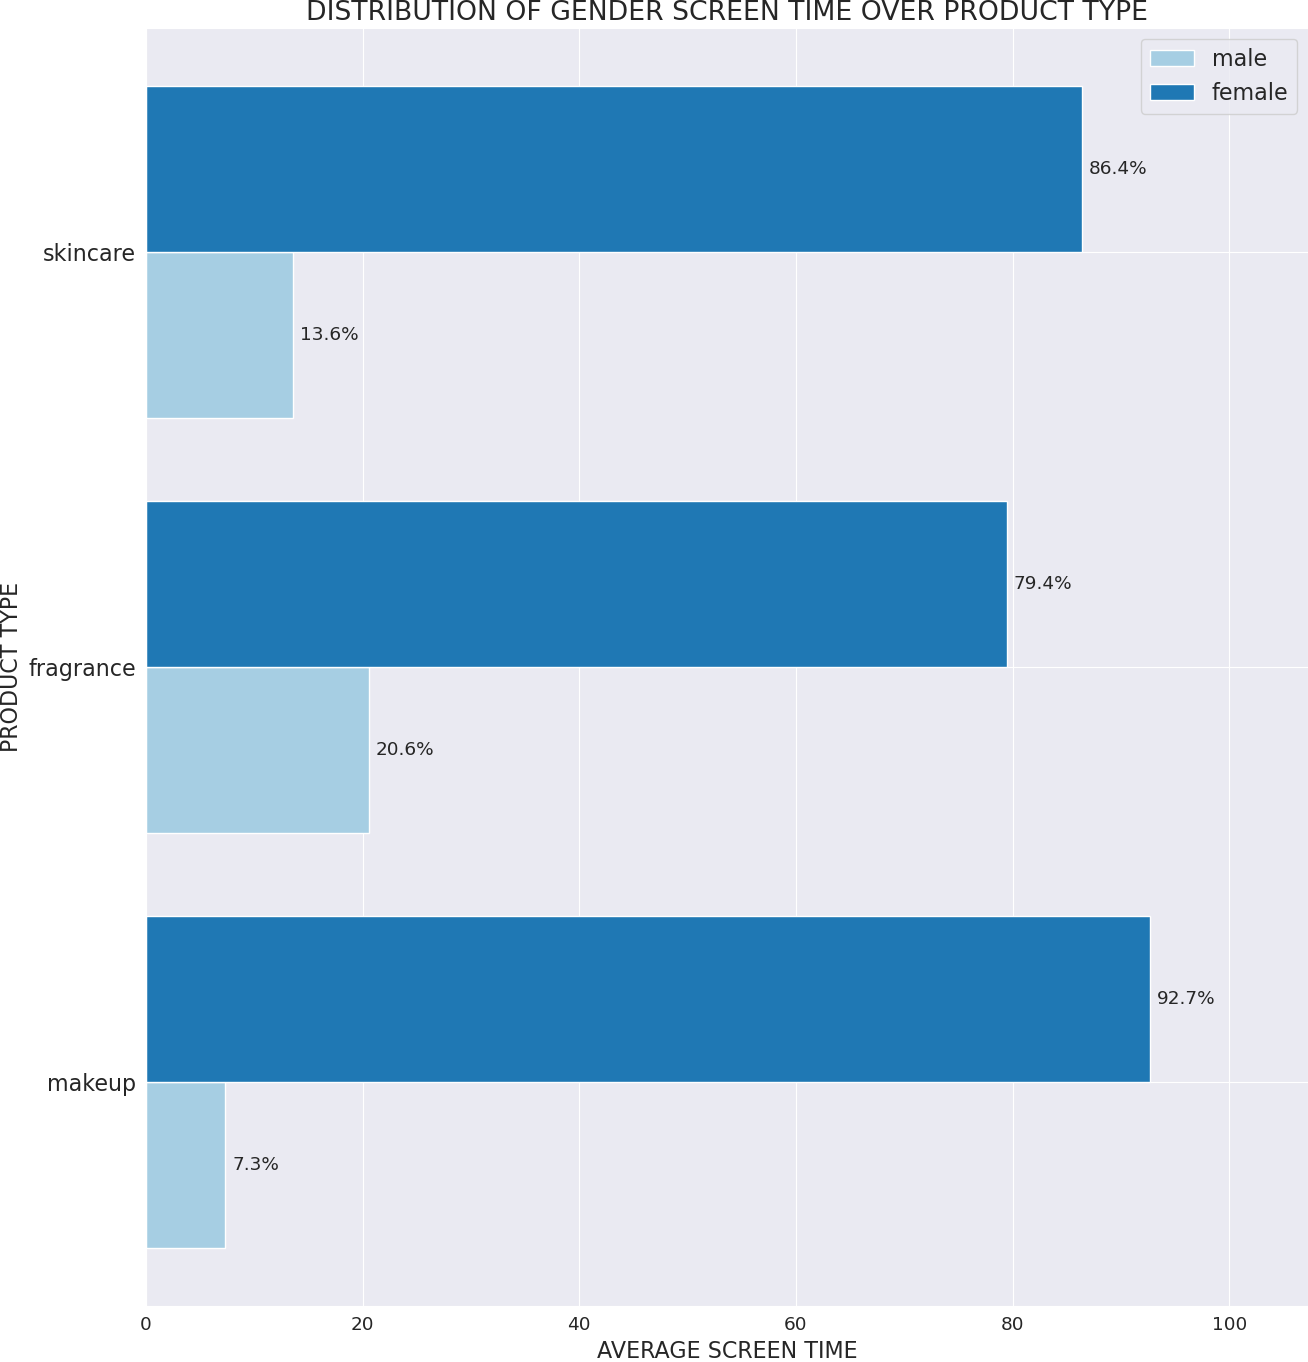 DISTRIBUTION OF GENDER SCREEN TIME OVER PRODUCT TYPE
male
female
86.4%
skincare
13.6%
79.4%
fragrance
20.6%
PRODUCT TYPE
92.7%
makeup
7.3%
0 20 40 60 80 100
AVERAGE SCREEN TIME